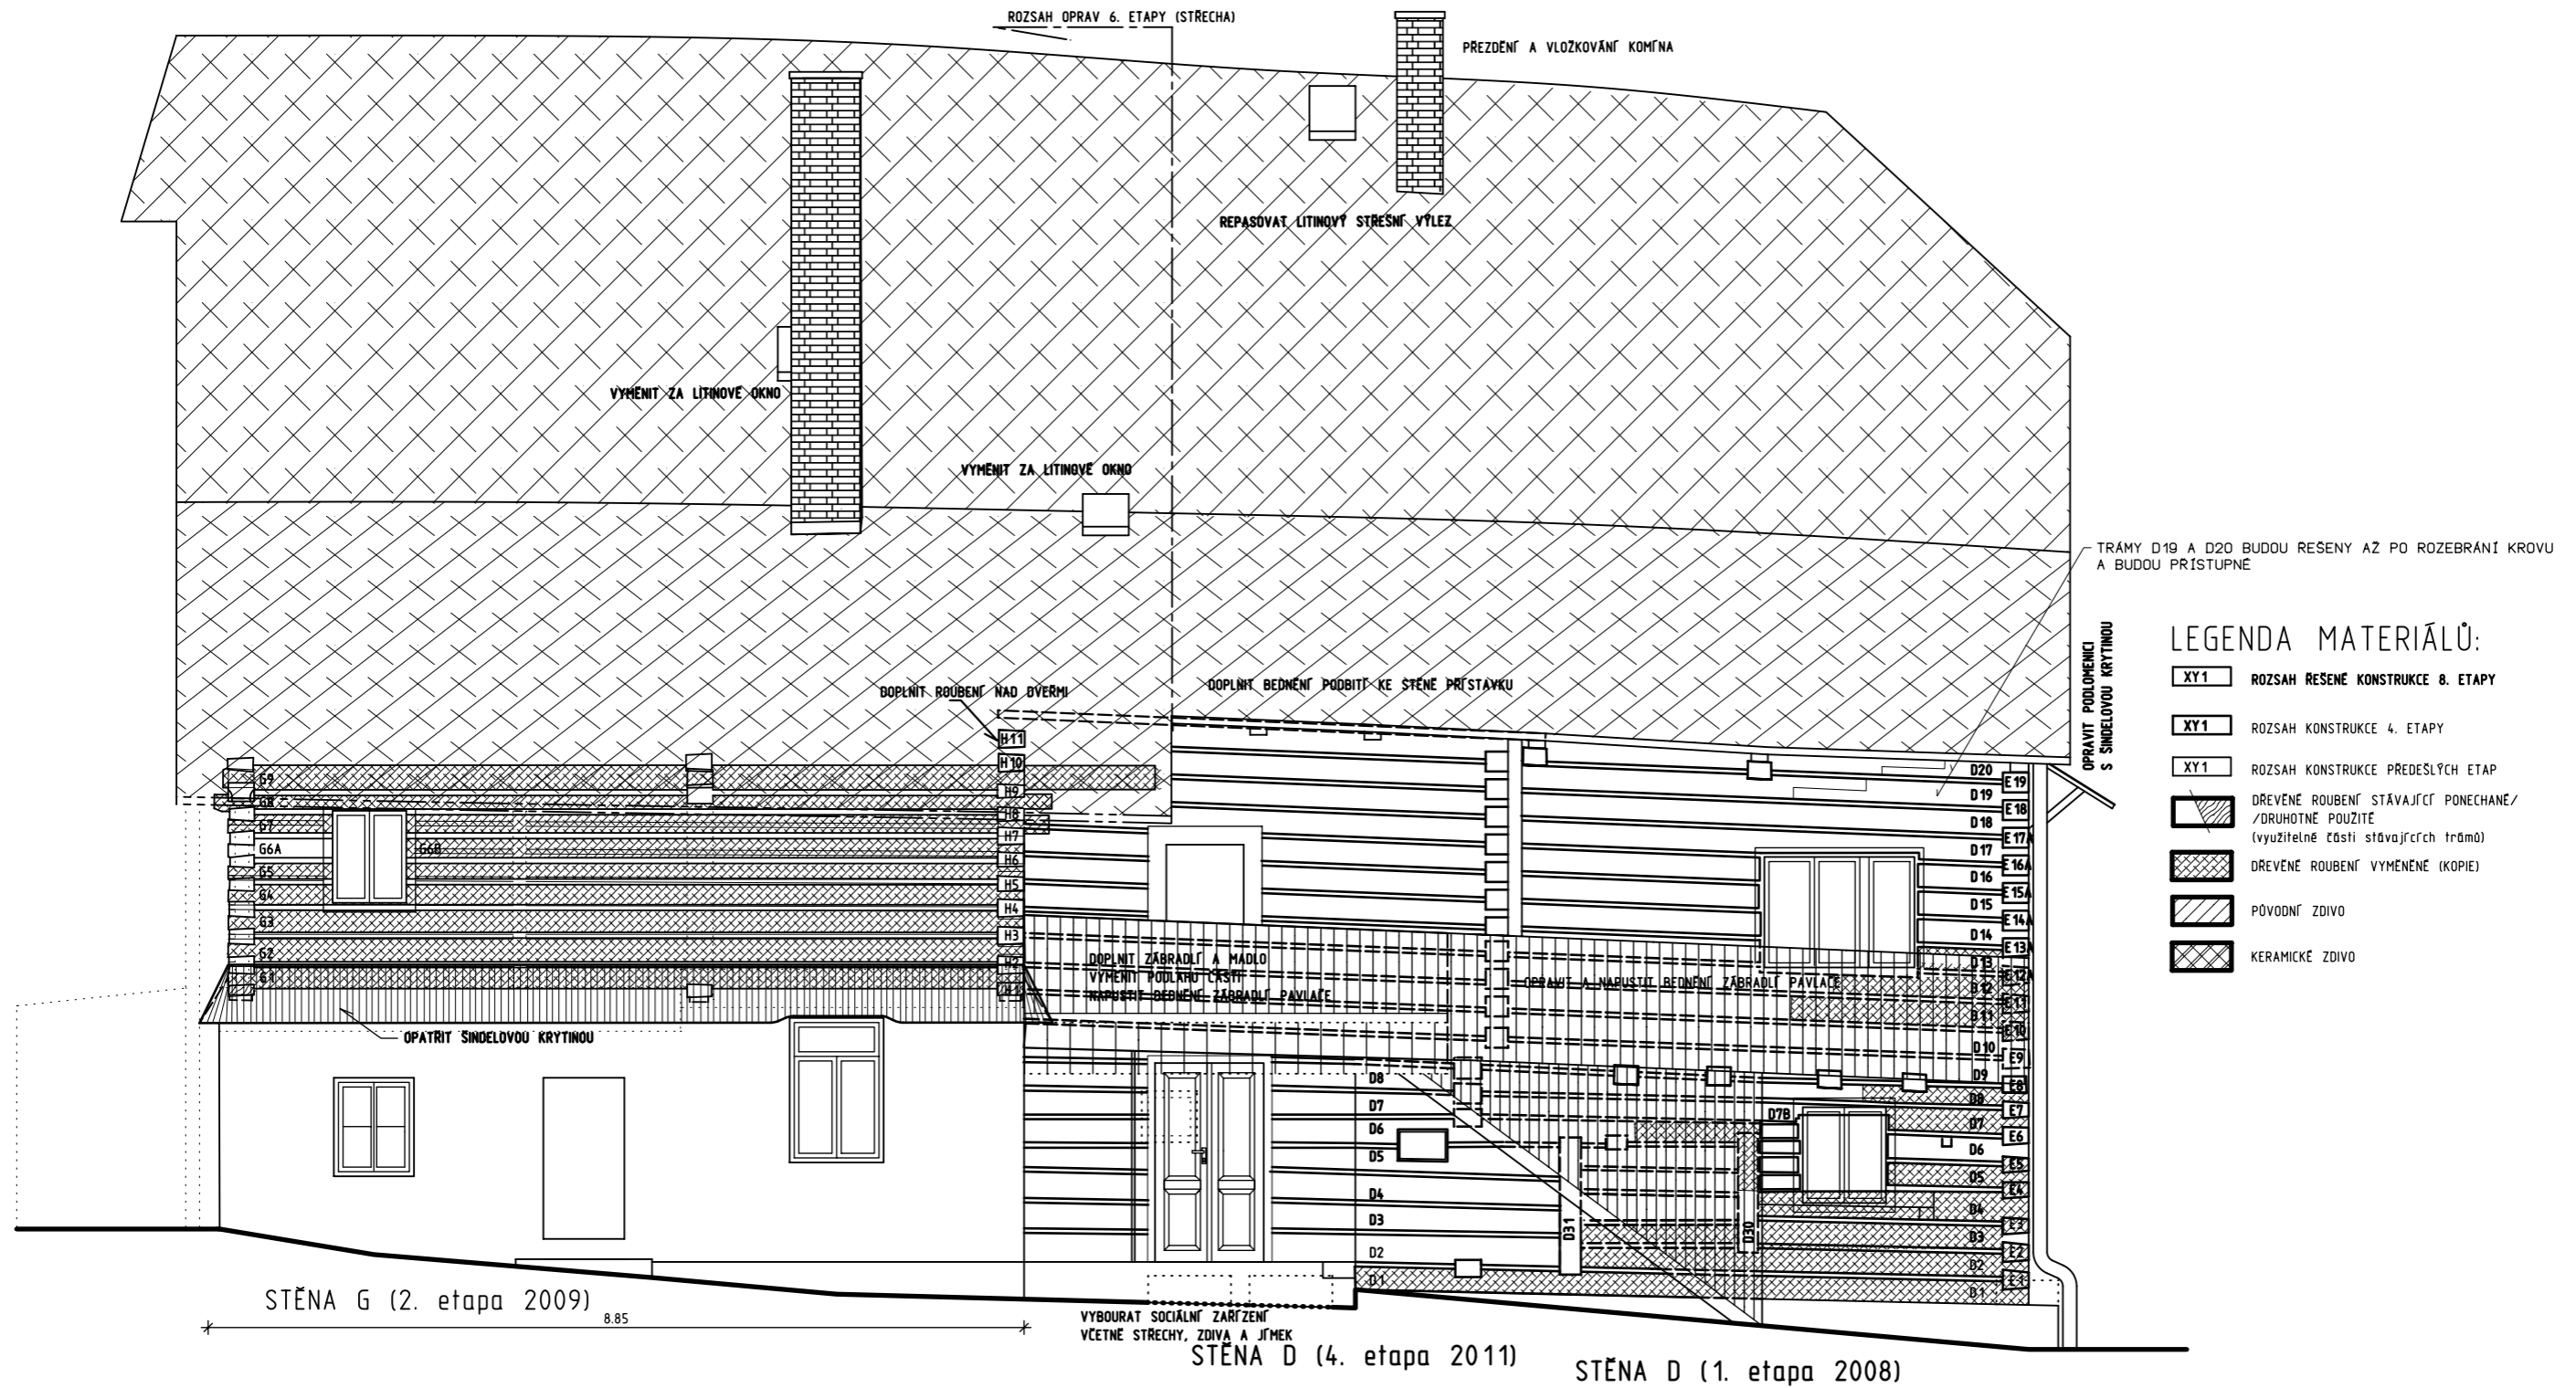 ROZSAH OPRAV 6. ETAPY (STŘECHA)
PŘEZDĚNÍ A VLOŽKOVÁNÍ KOMÍNA
REPASOVAT LITINOVÝ STŘEŠNÍ VÝLEZ
VYMĚNIT ZA LITINOVÉ OKNO
VYMĚNIT ZA LITINOVÉ OKNO
TRÁMY D19 A D20 BUDOU ŘEŠENY AŽ PO ROZEBRÁNÍ KROVU
A BUDOU PŘÍSTUPNÉ
OPRAVIT PODLOMENICI
S ŠINDELOVOU KRYTINOU
LEGENDA MATERIÁLŮ:
XY1 ROZSAH ŘEŠENÉ KONSTRUKCE 8. ETAPY
XY1 ROZSAH KONSTRUKCE 4. ETAPY
XY1 ROZSAH KONSTRUKCE PŘEDEŠLÝCH ETAP
DŘEVĚNÉ ROUBENÍ STÁVAJÍCÍ PONECHANÉ/
/DRUHOTNĚ POUŽITÉ
(využitelné části stávajících trámů)
DŘEVĚNÉ ROUBENÍ VYMĚNĚNÉ (KOPIE)
PŮVODNÍ ZDIVO
KERAMICKÉ ZDIVO
DOPLNIT ROUBENÍ NAD DVEŘMI
DOPLNIT BEDNĚNÍ PODBITÍ KE STĚNĚ PŘÍSTAVKU
G9
G8
G7
G6A
G6B
G5
G4
G3
G2
G1
H11
H10
H9
H8
H7
H6
H5
H4
H3
H2
H1
DOPLNIT ZÁBRADLÍ A MADLO
VYMĚNIT PODLAHU ČÁSTI
NAPUSTIT BEDNĚNÍ ZÁBRADLÍ PAVLAČE
OPRAVIT A NAPUSTIT BEDNĚNÍ ZÁBRADLÍ PAVLAČE
D20
D19
D18
D17
D16
D15
D14
D13
D12
D11
D10
D9
D8
D7
D6
D5
D4
D3
D2
D1
E19
E18
E17A
E16A
E15A
E14A
E13A
E12A
E11
E10
E9
E8
E7
E6
E5
E4
E3
E2
E1
D8
D7
D6
D5
D4
D3
D2
D1
D7B
D31
D30
OPATŘIT ŠINDELOVOU KRYTINOU
STĚNA G (2. etapa 2009)
8.85
VYBOURAT SOCIÁLNÍ ZAŘÍZENÍ
VČETNĚ STŘECHY, ZDIVA A JÍMEK
STĚNA D (4. etapa 2011)
STĚNA D (1. etapa 2008)